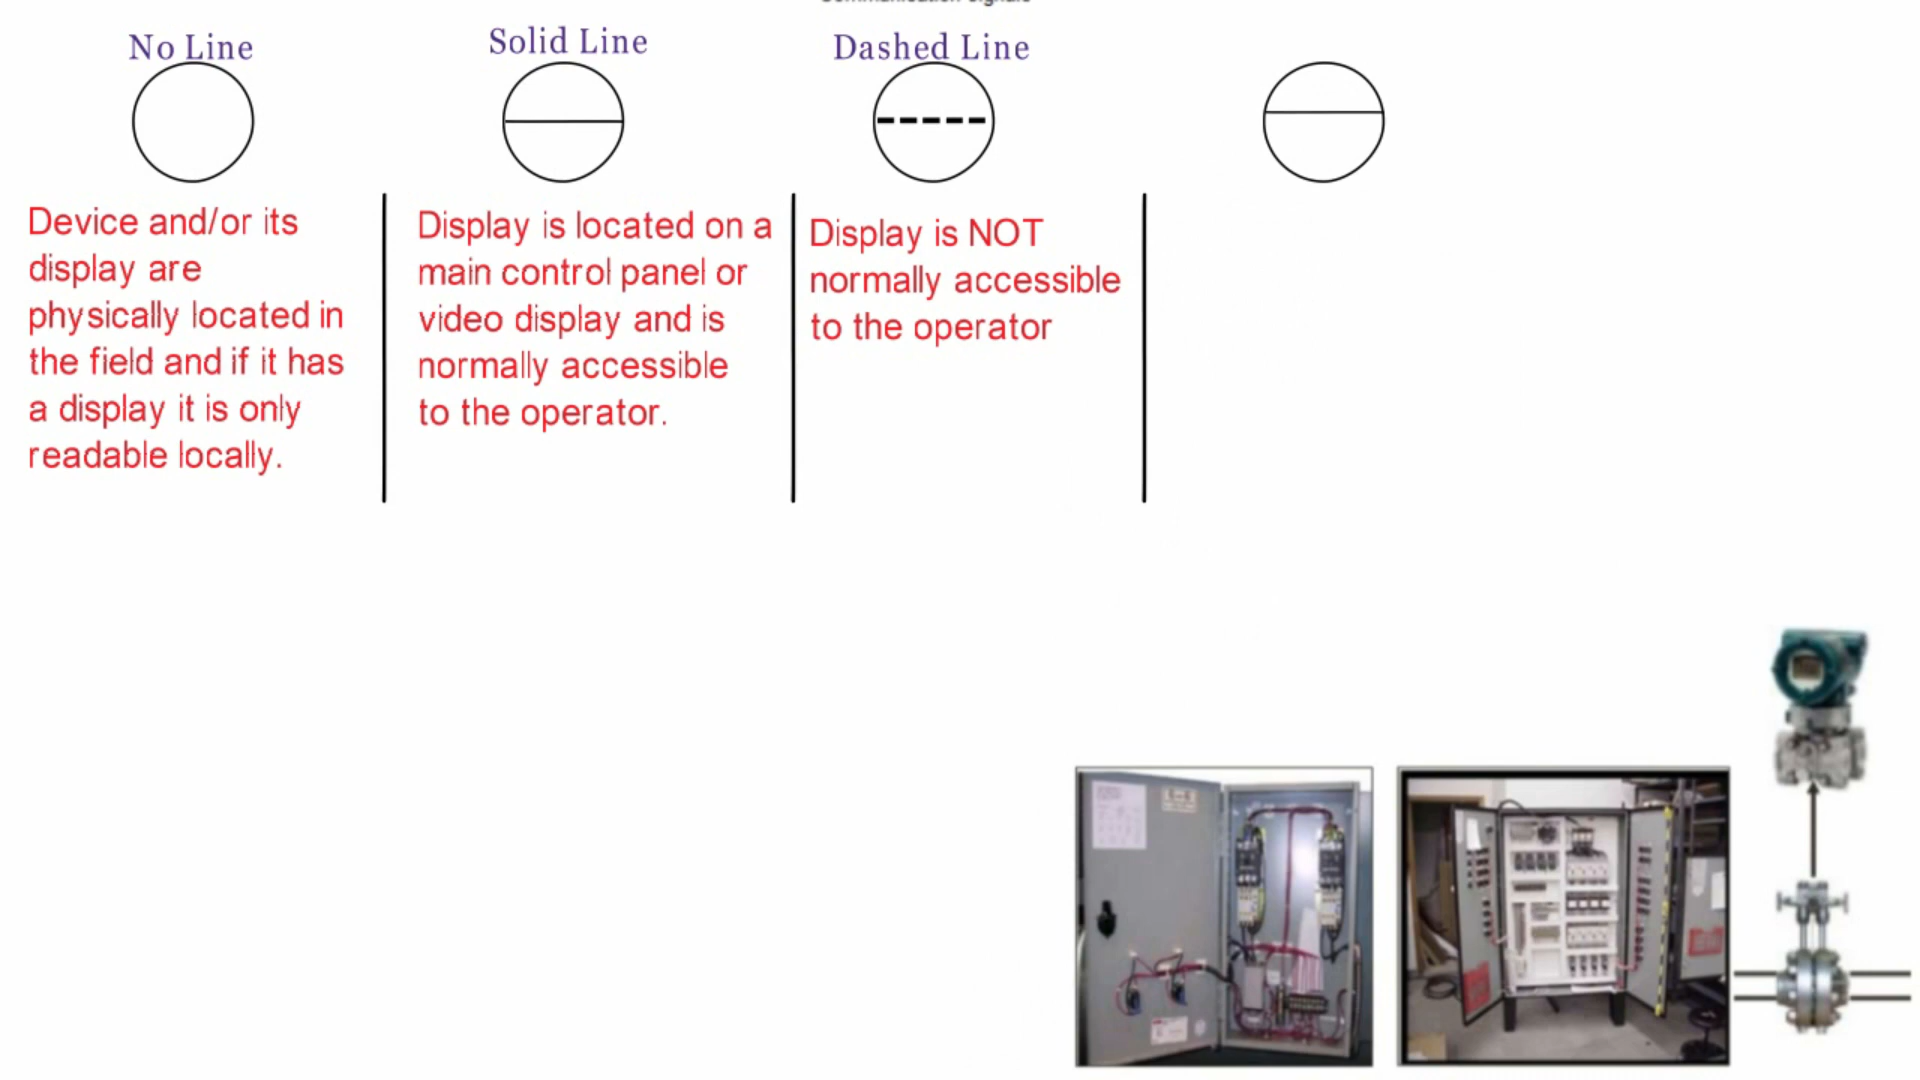 No Line
Solid Line
Dashed Line
Device and/or its
display are
physically located in
the field and if it has
a display it is only
readable locally.
Display is located on a
main control panel or
video display and is
normally accessible
to the operator.
Display is NOT
normally accessible
to the operator